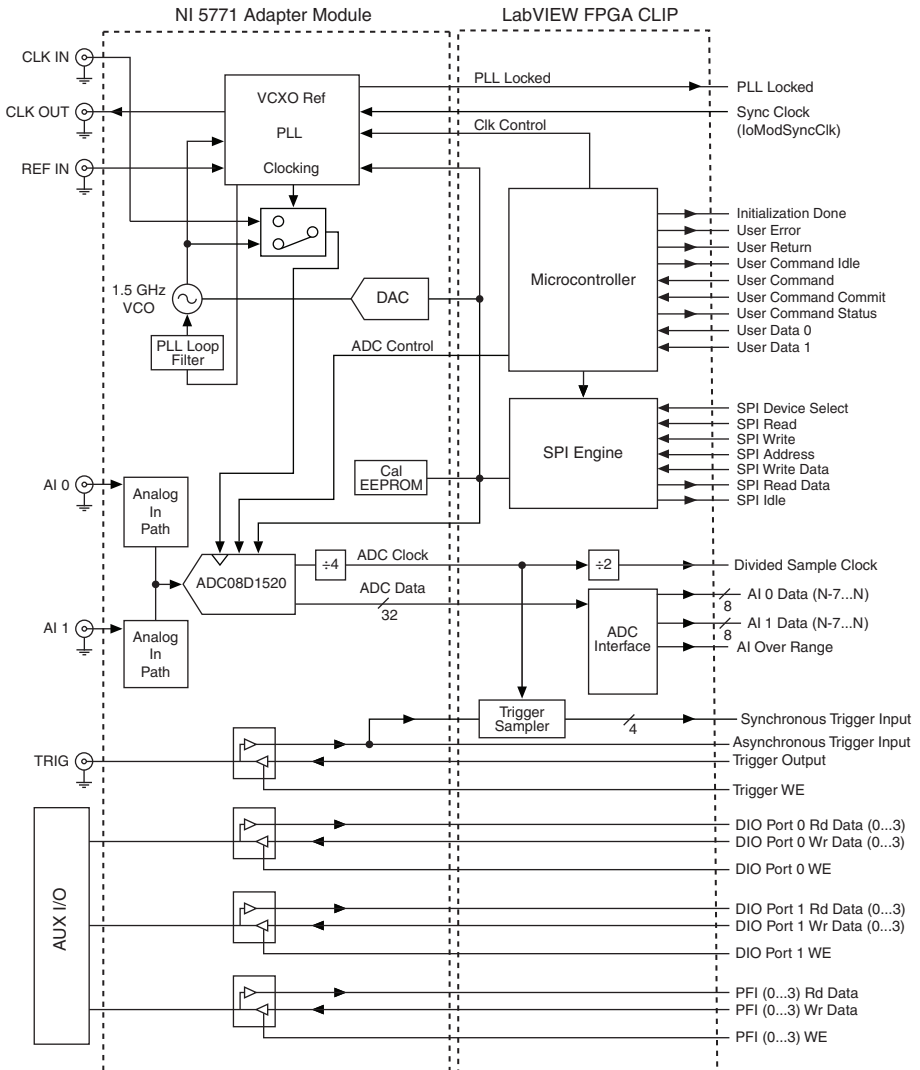 NI 5771 Adapter Module
LabVIEW FPGA CLIP
CLK IN
CLK OUT
REF IN
VCXO Ref
PLL
Clocking
PLL Locked
PLL Locked
Sync Clock
(IoModSyncClk)
Clk Control
Microcontroller
Initialization Done
User Error
User Return
User Command Idle
User Command
User Command Commit
User Command Status
User Data 0
User Data 1
1.5 GHz
VCO
DAC
PLL Loop
Filter
ADC Control
SPI Engine
SPI Device Select
SPI Read
SPI Write
SPI Address
SPI Write Data
SPI Read Data
SPI Idle
Cal
EEPROM
AI 0
Analog
In
Path
ADC08D1520
÷4
ADC Clock
÷2
Divided Sample Clock
ADC Data
32
AI 1
Analog
In
Path
ADC
Interface
8
AI 0 Data (N-7...N)
8
AI 1 Data (N-7...N)
AI Over Range
Trigger
Sampler
4
Synchronous Trigger Input
Asynchronous Trigger Input
TRIG
Trigger Output
Trigger WE
AUX I/O
DIO Port 0 Rd Data (0...3)
DIO Port 0 Wr Data (0...3)
DIO Port 0 WE
DIO Port 1 Rd Data (0...3)
DIO Port 1 Wr Data (0...3)
DIO Port 1 WE
PFI (0...3) Rd Data
PFI (0...3) Wr Data
PFI (0...3) WE